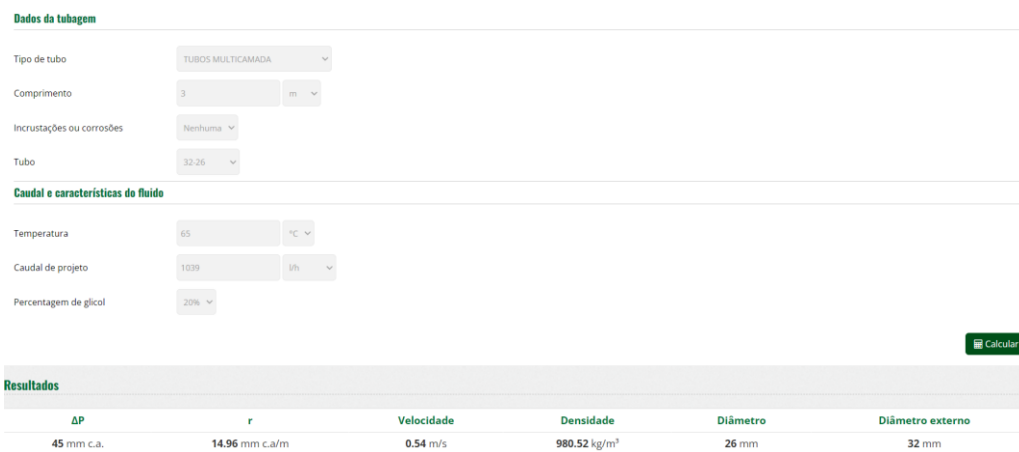 Dados da tubagem
Tipo de tubo TUBOS MULTICAMADA
Comprimento 3 m
Incrustações ou corrosões Nenhuma
Tubo 32-26
Caudal e características do fluido
Temperatura 65 °C
Caudal de projeto 1039 l/h
Percentagem de glicol 20%
Calcular
Resultados
ΔP r Velocidade Densidade Diâmetro Diâmetro externo
45 mm c.a. 14.96 mm c.a/m 0.54 m/s 980.52 kg/m³ 26 mm 32 mm